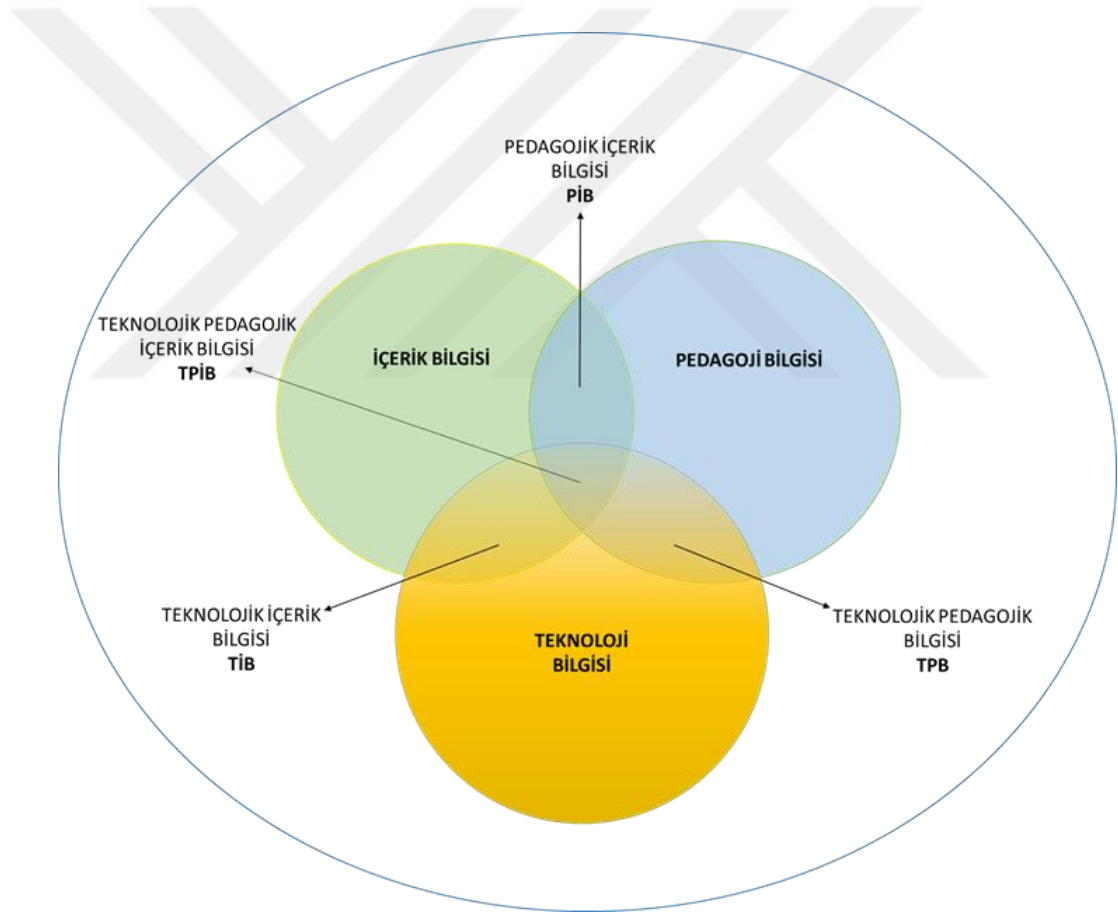 PEDAGOJİK İÇERİK
BİLGİSİ
PİB
TEKNOLOJİK PEDAGOJİK
İÇERİK BİLGİSİ
TPİB
İÇERİK BİLGİSİ
PEDAGOJİ BİLGİSİ
TEKNOLOJİK İÇERİK
BİLGİSİ
TİB
TEKNOLOJİ
BİLGİSİ
TEKNOLOJİK PEDAGOJİK
BİLGİSİ
TPB